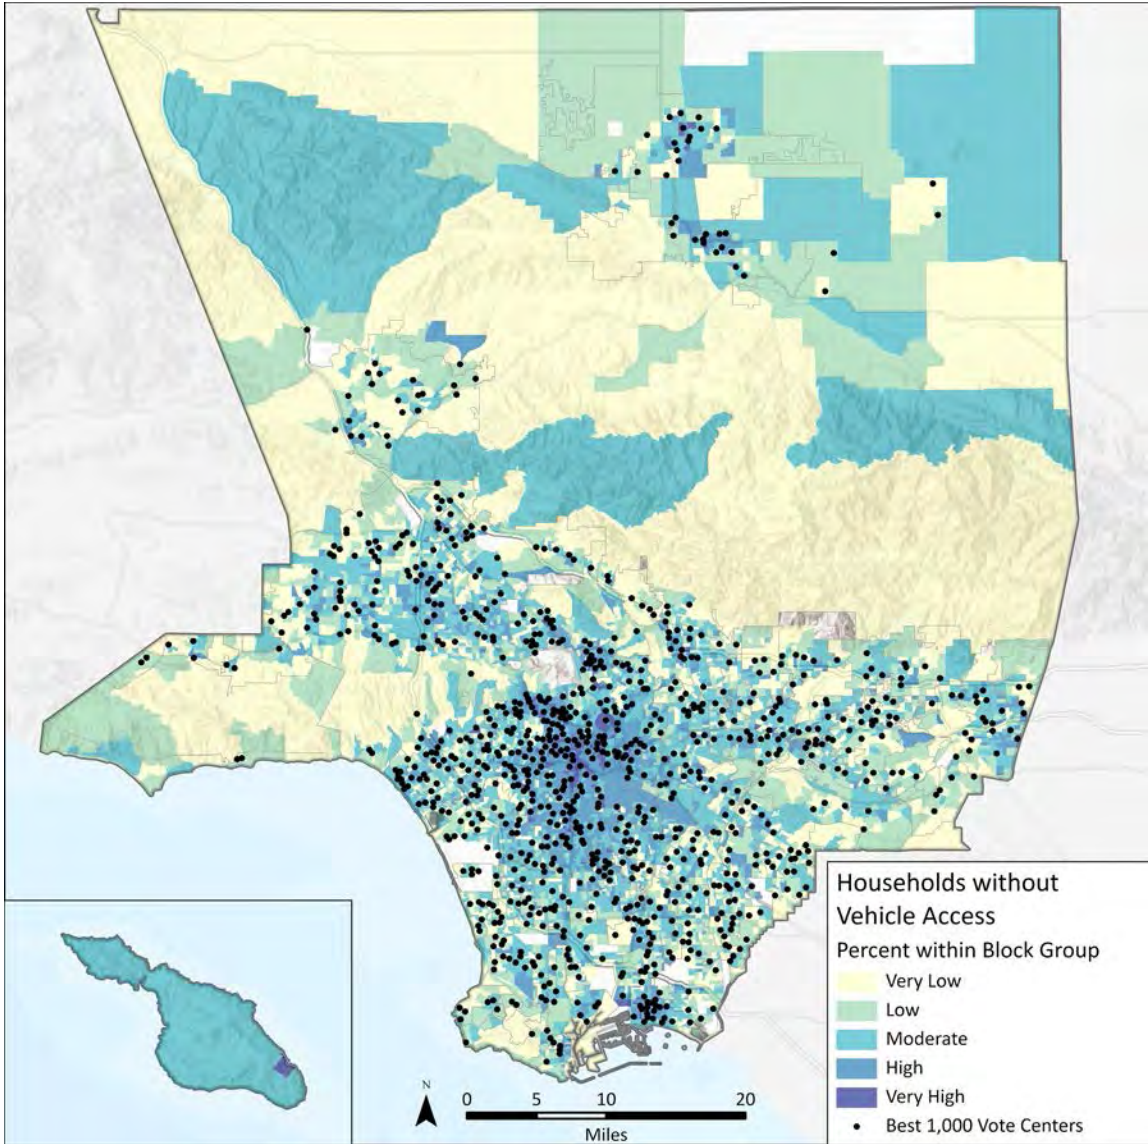 Households without
Vehicle Access
Percent within Block Group
Very Low
Low
Moderate
High
Very High
Best 1,000 Vote Centers
N
0 5 10 20
Miles